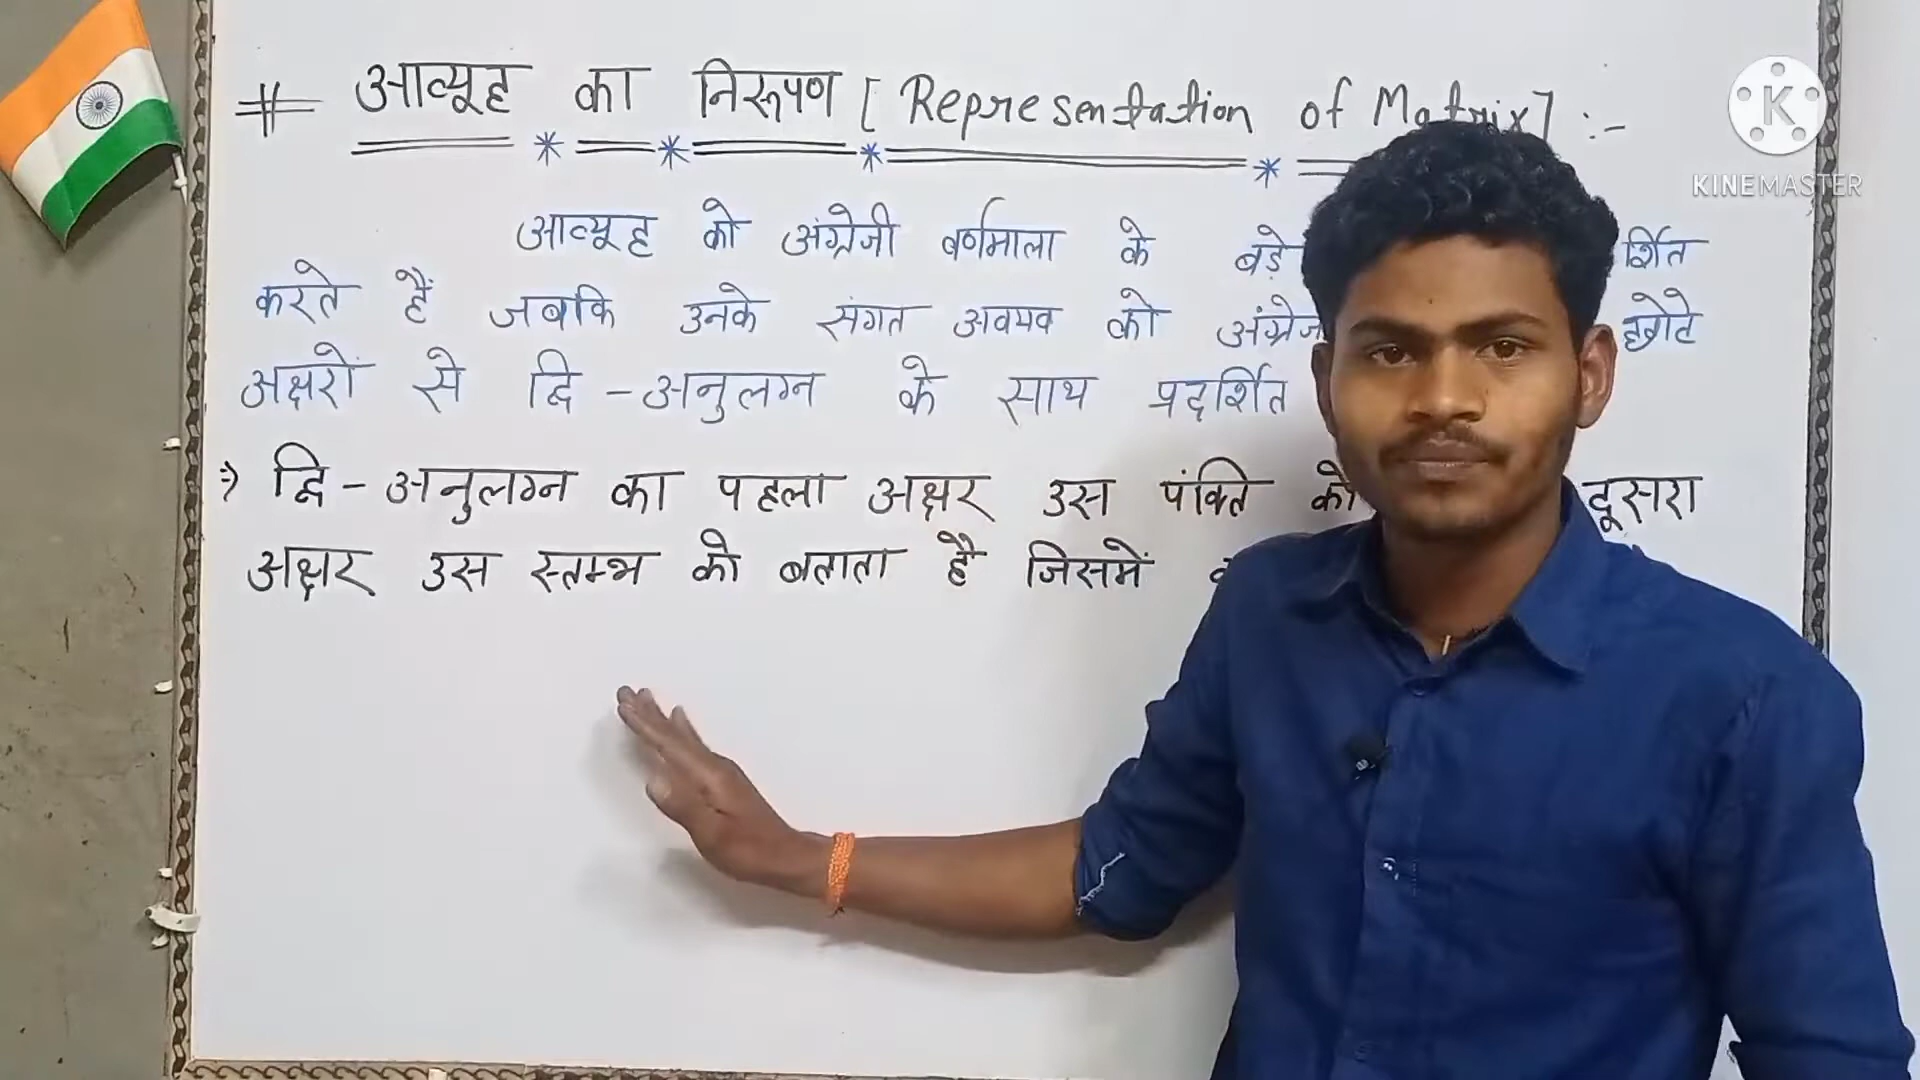 # आव्यूह का निरूपण [Representation of Matrix] :-
KINEMASTER
आव्यूह को अंग्रेजी वर्णमाला के बड़े र्शित
करते हैं जबकि उनके संगत अवयव को छोटे
अक्षरों से द्वि-अनुलग्न के साथ प्रदर्शित
⇒ द्वि-अनुलग्न का पहला अक्षर उस पंक्ति को दूसरा
अक्षर उस स्तम्भ को बताता है जिसमें